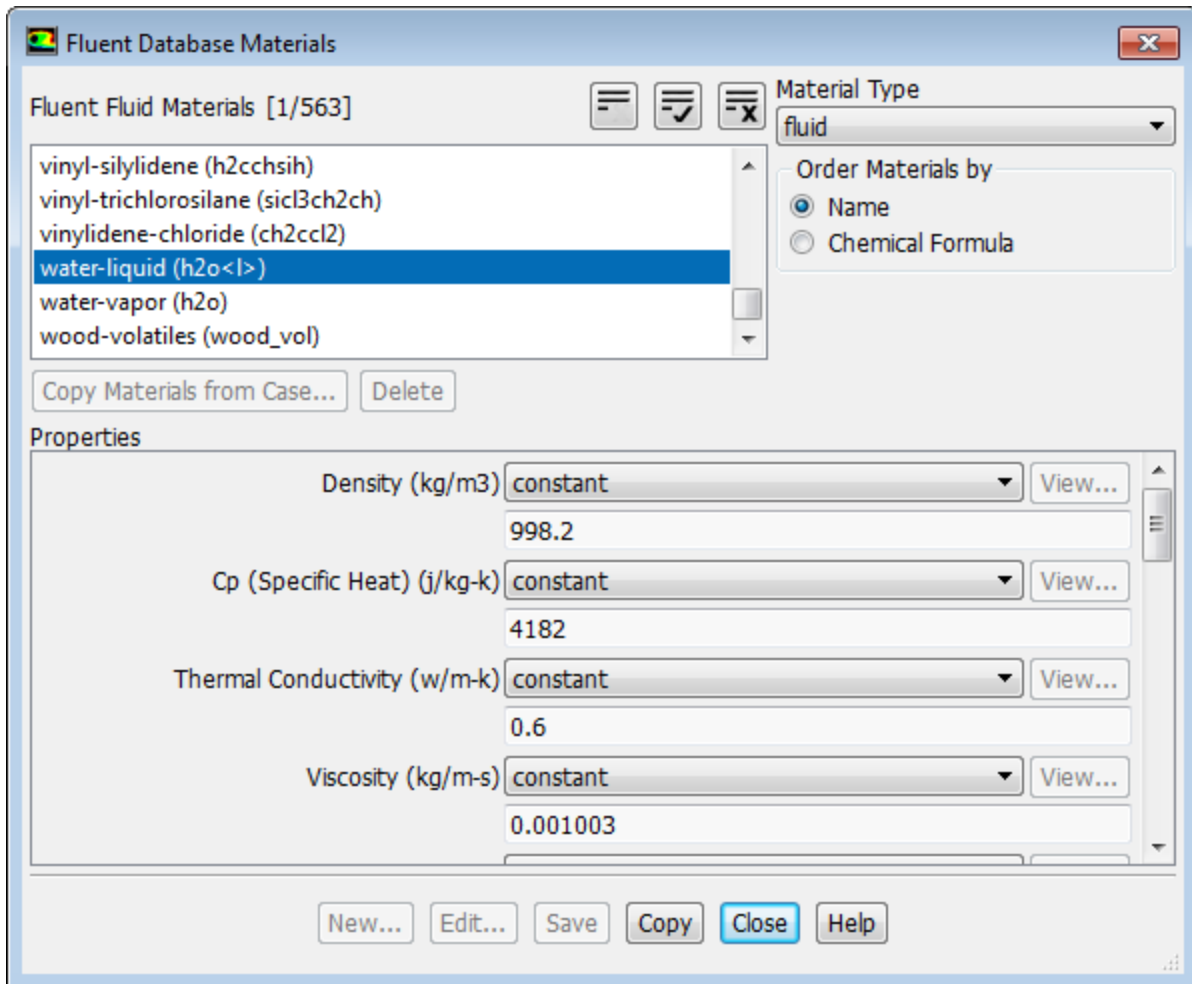 Fluent Database Materials
Fluent Fluid Materials [1/563]
Material Type
fluid
vinyl-silylidene (h2cchsih)
vinyl-trichlorosilane (sicl3ch2ch)
vinylidene-chloride (ch2ccl2)
water-liquid (h2o<l>)
water-vapor (h2o)
wood-volatiles (wood_vol)
Order Materials by
Name
Chemical Formula
Copy Materials from Case... Delete
Properties
Density (kg/m3) constant View...
998.2
Cp (Specific Heat) (j/kg-k) constant View...
4182
Thermal Conductivity (w/m-k) constant View...
0.6
Viscosity (kg/m-s) constant View...
0.001003
New... Edit... Save Copy Close Help